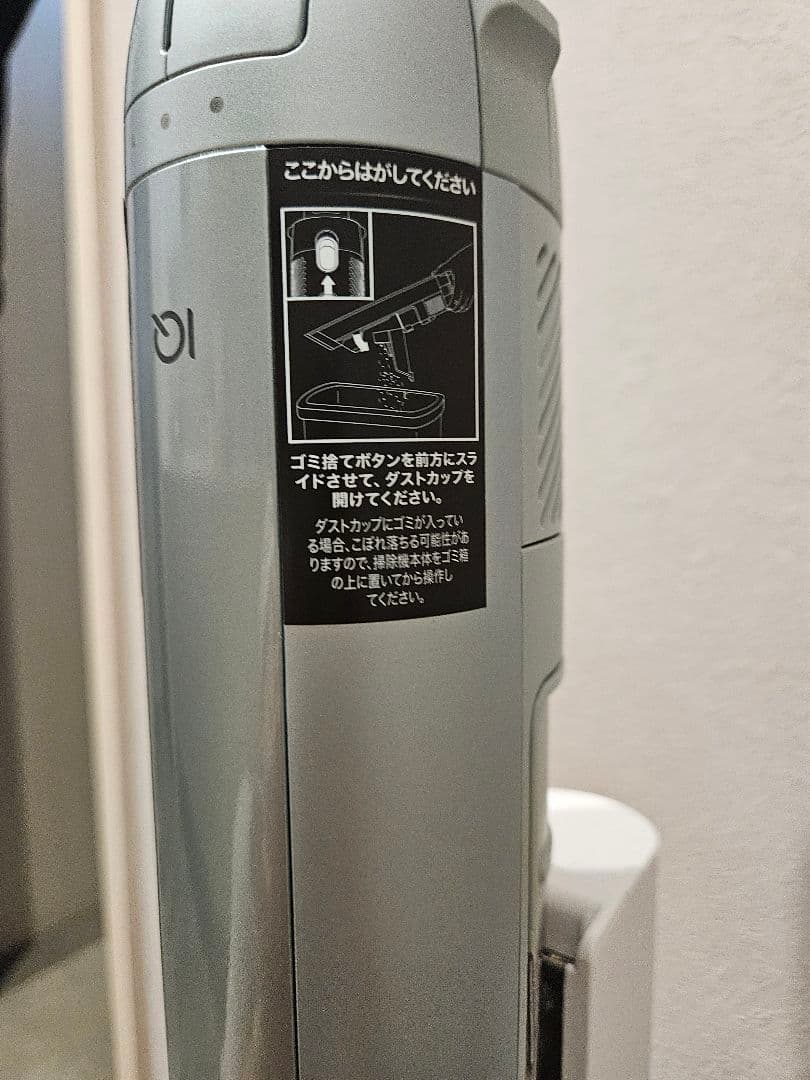 ここからはがしてください
ゴミ捨てボタンを前方にスラ
イドさせて、ダストカップを
開けてください。
ダストカップにゴミが入ってい
る場合、こぼれ落ちる可能性があ
りますので、掃除機本体をゴミ箱
の上に置いてから操作し
てください。